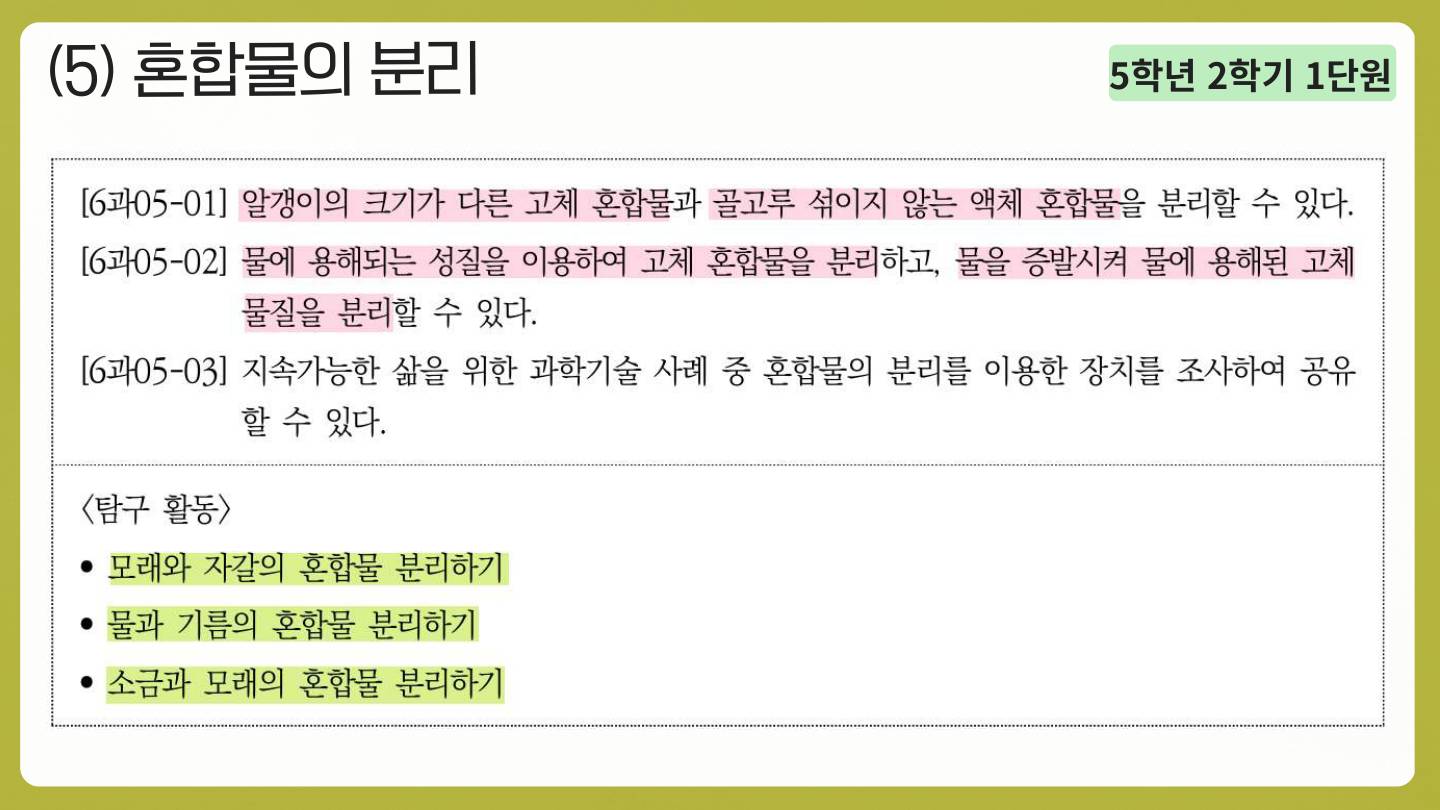 (5) 혼합물의 분리
5학년 2학기 1단원
[6과05-01] 알갱이의 크기가 다른 고체 혼합물과 골고루 섞이지 않는 액체 혼합물을 분리할 수 있다.
[6과05-02] 물에 용해되는 성질을 이용하여 고체 혼합물을 분리하고, 물을 증발시켜 물에 용해된 고체
물질을 분리할 수 있다.
[6과05-03] 지속가능한 삶을 위한 과학기술 사례 중 혼합물의 분리를 이용한 장치를 조사하여 공유
할 수 있다.
〈탐구 활동〉
• 모래와 자갈의 혼합물 분리하기
• 물과 기름의 혼합물 분리하기
• 소금과 모래의 혼합물 분리하기